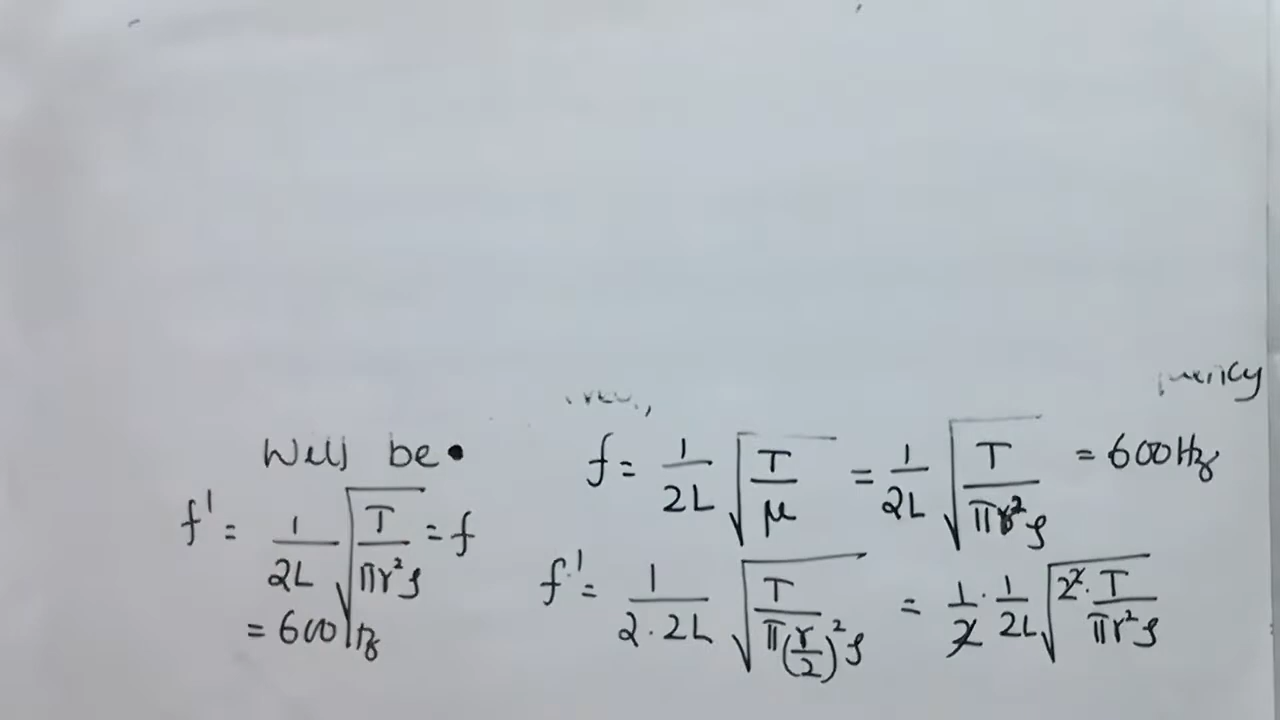 Will be
f' = 1/2L √(T/πr²ρ) = f
= 600 Hz
f = 1/2L √(T/μ) = 1/2L √(T/πr²ρ) = 600 Hz
f' = 1/2·2L √(T/π(r/2)²ρ) = 1/2 · 1/2L √(2²·T/πr²ρ)